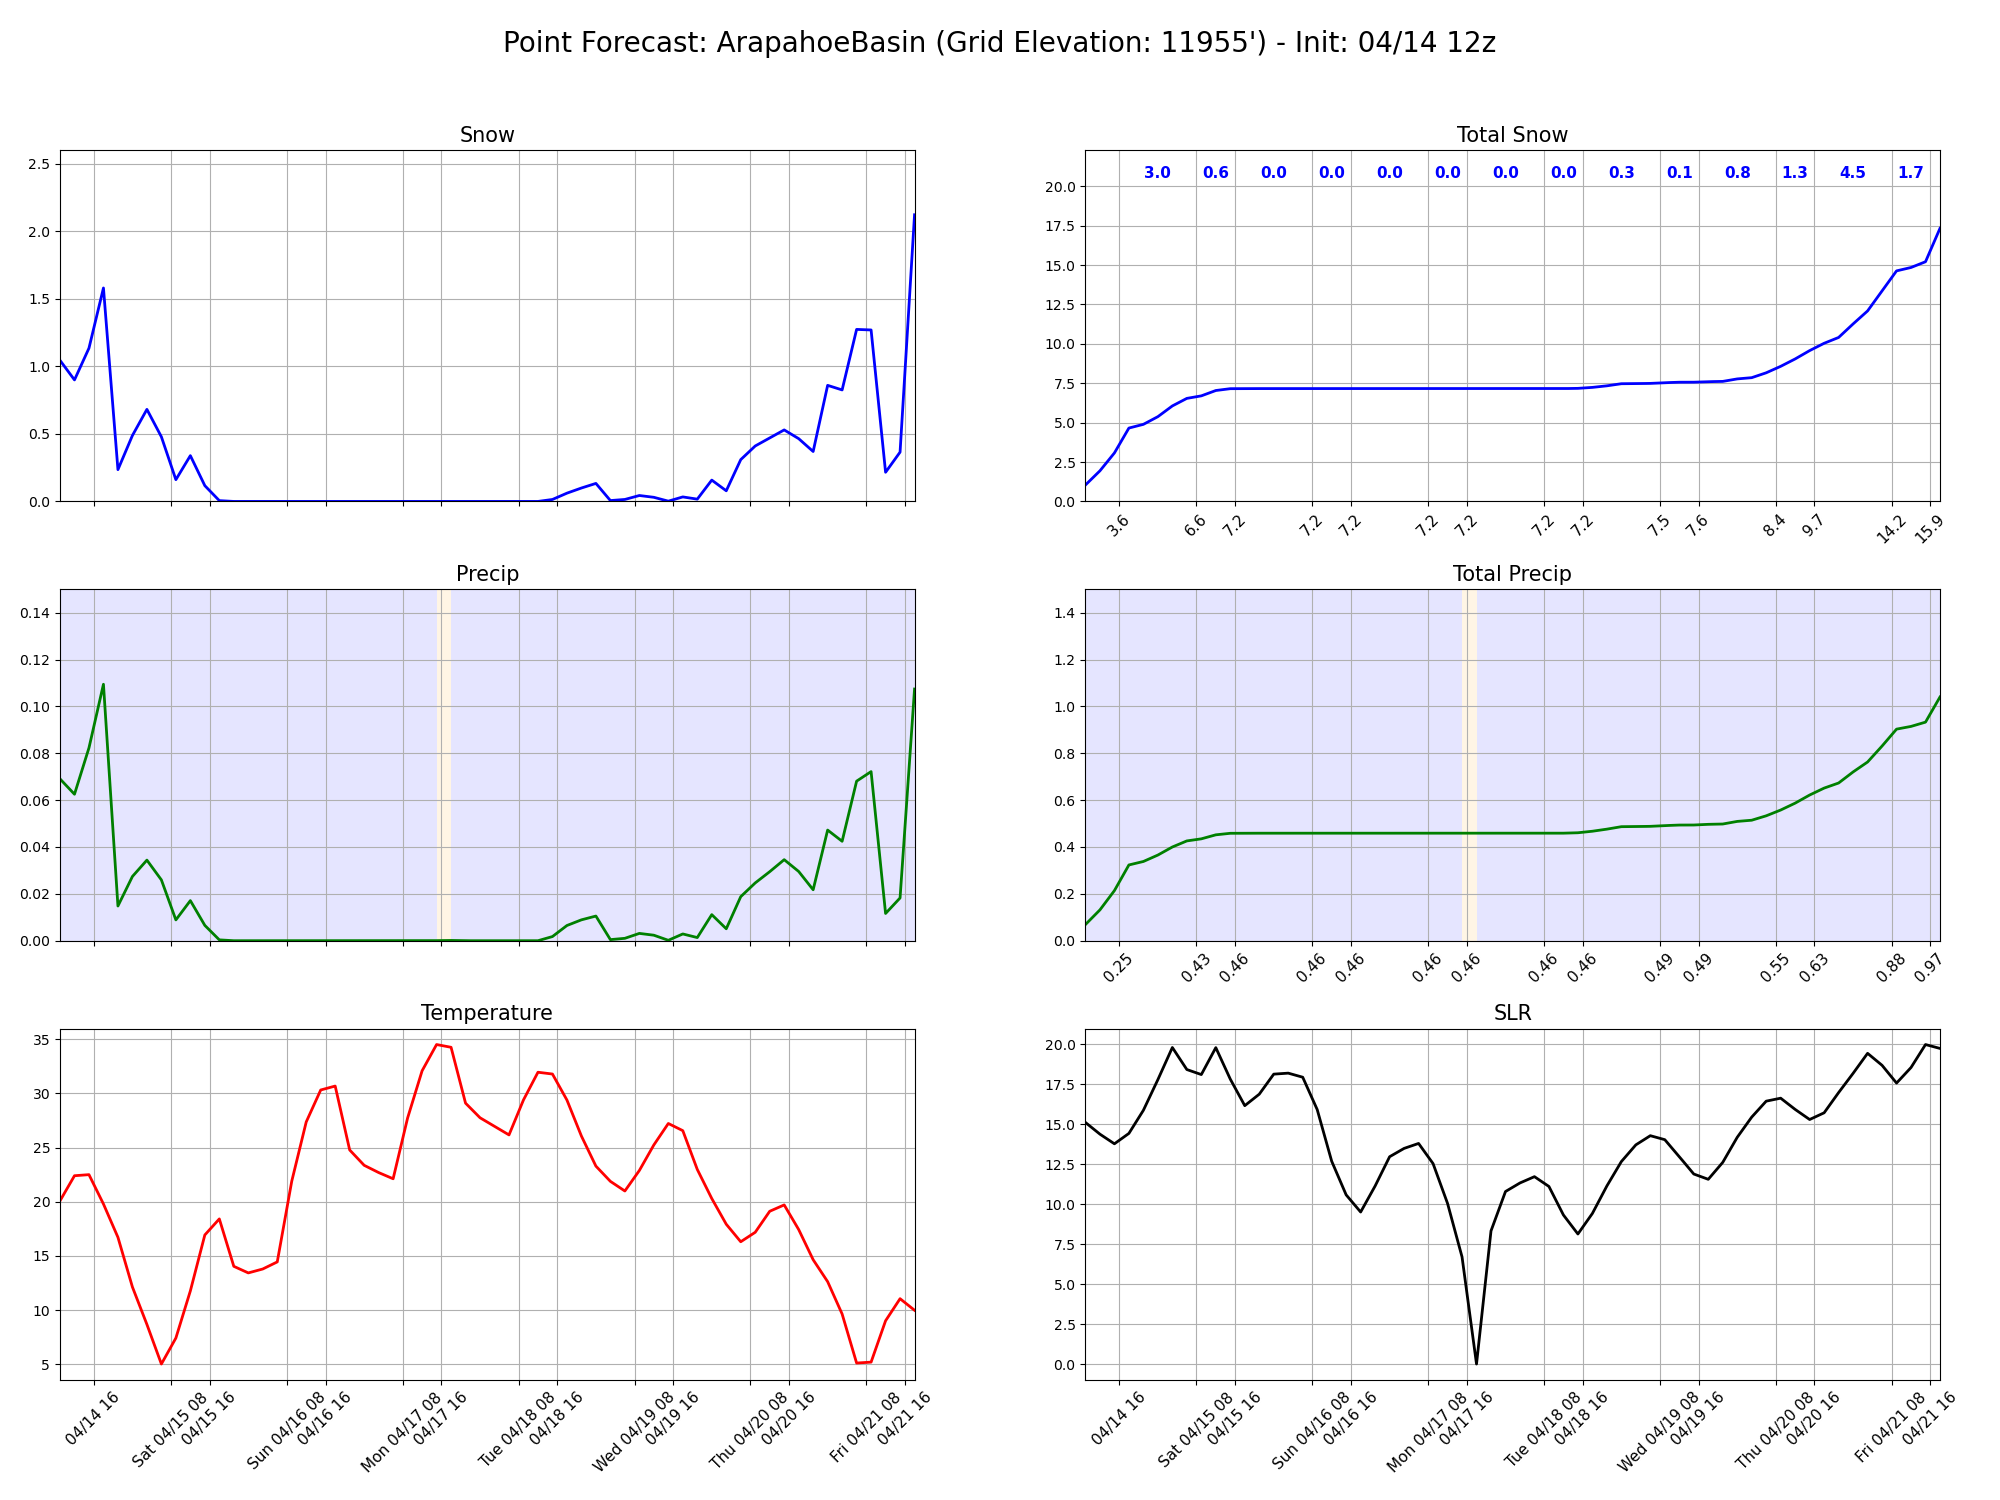 Point Forecast: ArapahoeBasin (Grid Elevation: 11955') - Init: 04/14 12z
Snow
2.5
2.0
1.5
1.0
0.5
0.0
Total Snow
3.0 0.6 0.0 0.0 0.0 0.0 0.0 0.0 0.3 0.1 0.8 1.3 4.5 1.7
20.0
17.5
15.0
12.5
10.0
7.5
5.0
2.5
0.0
3.6 6.6 7.2 7.2 7.2 7.2 7.2 7.2 7.2 7.5 7.6 8.4 9.7 14.2 15.9
Precip
0.14
0.12
0.10
0.08
0.06
0.04
0.02
0.00
Total Precip
1.4
1.2
1.0
0.8
0.6
0.4
0.2
0.0
0.25 0.43 0.46 0.46 0.46 0.46 0.46 0.46 0.46 0.49 0.49 0.55 0.63 0.88 0.97
Temperature
35
30
25
20
15
10
5
04/14 16
Sat 04/15 08
04/15 16
Sun 04/16 08
04/16 16
Mon 04/17 08
04/17 16
Tue 04/18 08
04/18 16
Wed 04/19 08
04/19 16
Thu 04/20 08
04/20 16
Fri 04/21 08
04/21 16
SLR
20.0
17.5
15.0
12.5
10.0
7.5
5.0
2.5
0.0
04/14 16
Sat 04/15 08
04/15 16
Sun 04/16 08
04/16 16
Mon 04/17 08
04/17 16
Tue 04/18 08
04/18 16
Wed 04/19 08
04/19 16
Thu 04/20 08
04/20 16
Fri 04/21 08
04/21 16